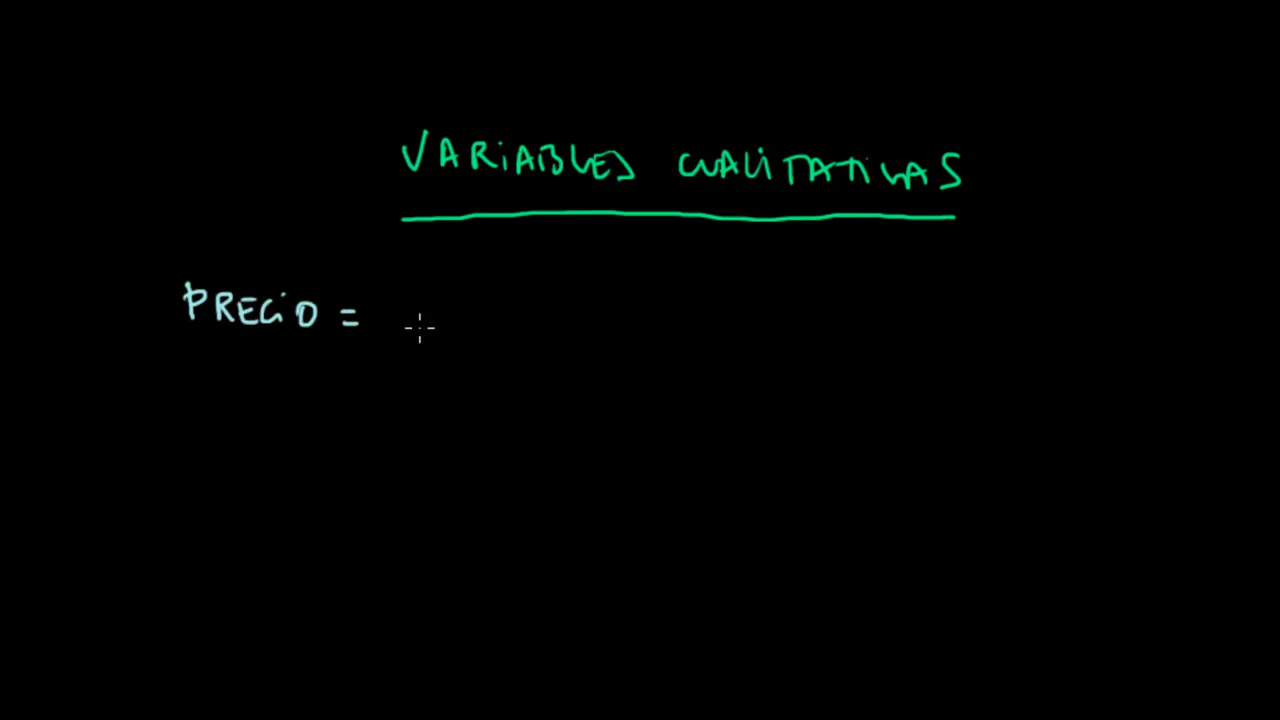 VARIABLES CUALITATIVAS
PRECIO =